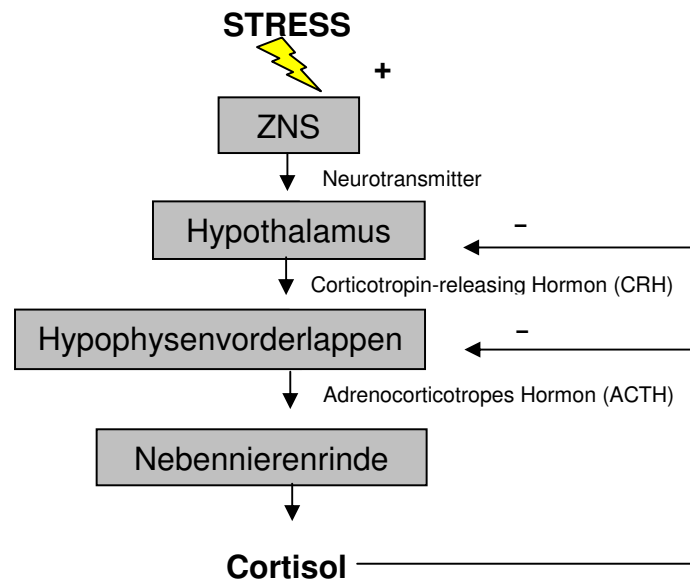 STRESS
+
ZNS
Neurotransmitter
Hypothalamus
–
Corticotropin-releasing Hormon (CRH)
Hypophysenvorderlappen
–
Adrenocorticotropes Hormon (ACTH)
Nebennierenrinde
Cortisol